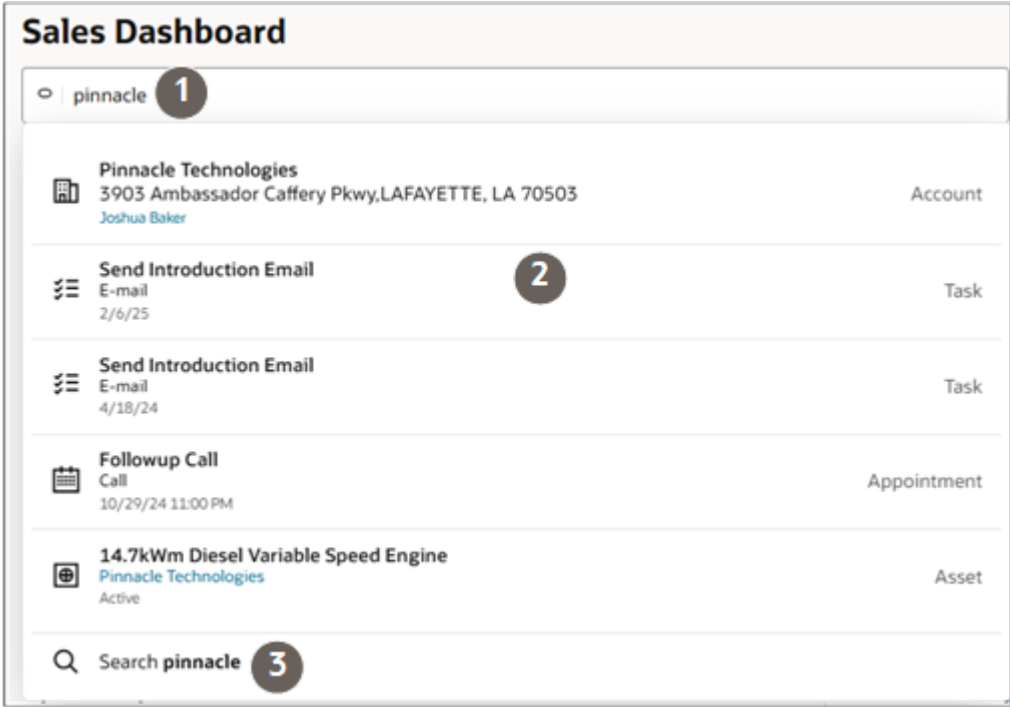 Sales Dashboard
pinnacle 1
Pinnacle Technologies
3903 Ambassador Caffery Pkwy,LAFAYETTE, LA 70503
Account
Joshua Baker
Send Introduction Email
2
E-mail
Task
2/6/25
Send Introduction Email
E-mail
Task
4/18/24
Followup Call
Call
Appointment
10/29/24 11:00 PM
14.7kWm Diesel Variable Speed Engine
Pinnacle Technologies
Asset
Active
Search pinnacle 3